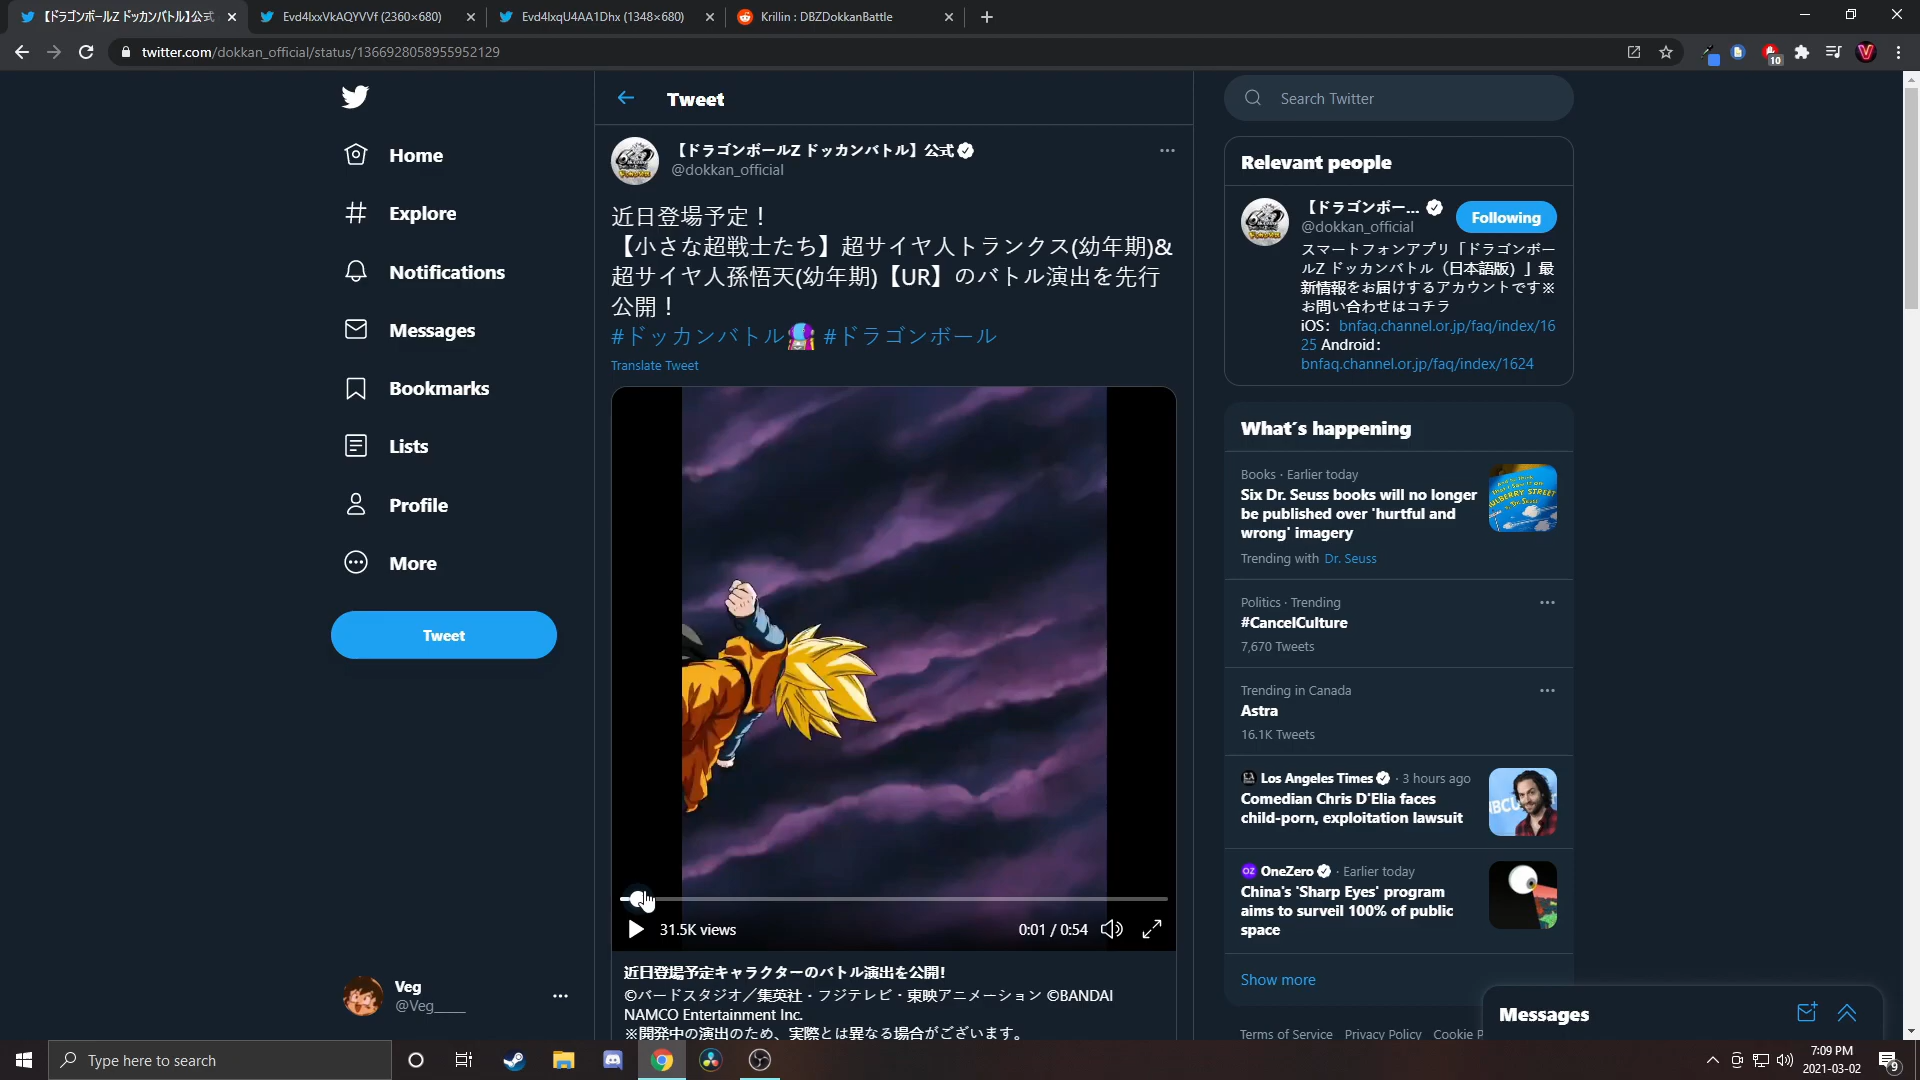 【ドラゴンボールZ ドッカンバトル】公式
Evd4lxxVkAQYVVf (2360×680)
Evd4lxqU4AA1Dhx (1348×680)
Krillin : DBZDokkanBattle
twitter.com/dokkan_official/status/1366928058955952129
10
V
Home
Explore
Notifications
Messages
Bookmarks
Lists
Profile
More
Tweet
Veg
@Veg_____
Tweet
【ドラゴンボールZ ドッカンバトル】公式
@dokkan_official
近日登場予定！
【小さな超戦士たち】超サイヤ人トランクス(幼年期)&
超サイヤ人孫悟天(幼年期)【UR】のバトル演出を先行
公開！
#ドッカンバトル #ドラゴンボール
Translate Tweet
31.5K views
0:01 / 0:54
近日登場予定キャラクターのバトル演出を公開!
©バードスタジオ／集英社・フジテレビ・東映アニメーション ©BANDAI
NAMCO Entertainment Inc.
※開発中の演出のため、実際とは異なる場合がございます。
Search Twitter
Relevant people
【ドラゴンボー...
@dokkan_official
Following
スマートフォンアプリ「ドラゴンボー
ルZ ドッカンバトル（日本語版）」最
新情報をお届けするアカウントです※
お問い合わせはコチラ
iOS： bnfaq.channel.or.jp/faq/index/16
25 Android：
bnfaq.channel.or.jp/faq/index/1624
What's happening
Books · Earlier today
Six Dr. Seuss books will no longer
be published over 'hurtful and
wrong' imagery
Trending with Dr. Seuss
Politics · Trending
#CancelCulture
7,670 Tweets
Trending in Canada
Astra
16.1K Tweets
Los Angeles Times · 3 hours ago
Comedian Chris D'Elia faces
child-porn, exploitation lawsuit
OZ OneZero · Earlier today
China's 'Sharp Eyes' program
aims to surveil 100% of public
space
Show more
Terms of Service Privacy Policy Cookie P
Messages
Type here to search
7:09 PM
2021-03-02
9